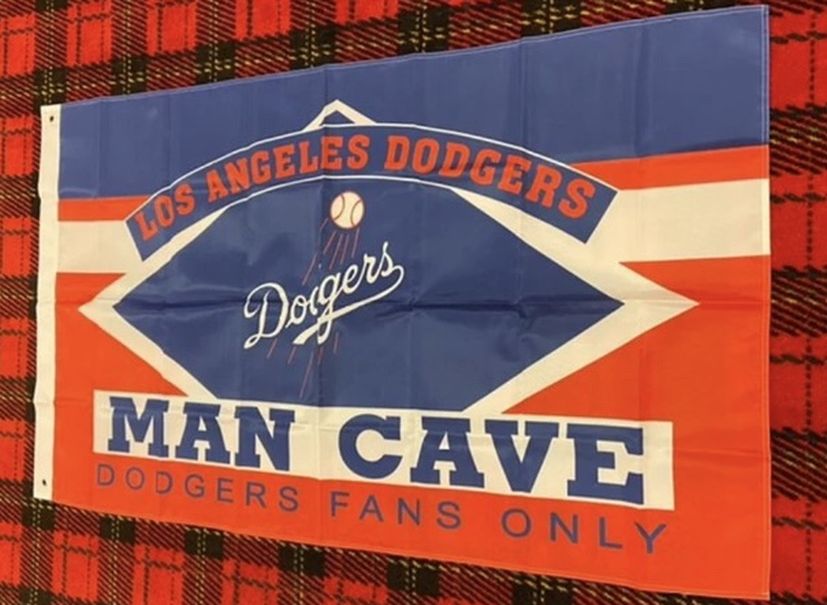 LOS ANGELES DODGERS
Dodgers
MAN CAVE
DODGERS FANS ONLY